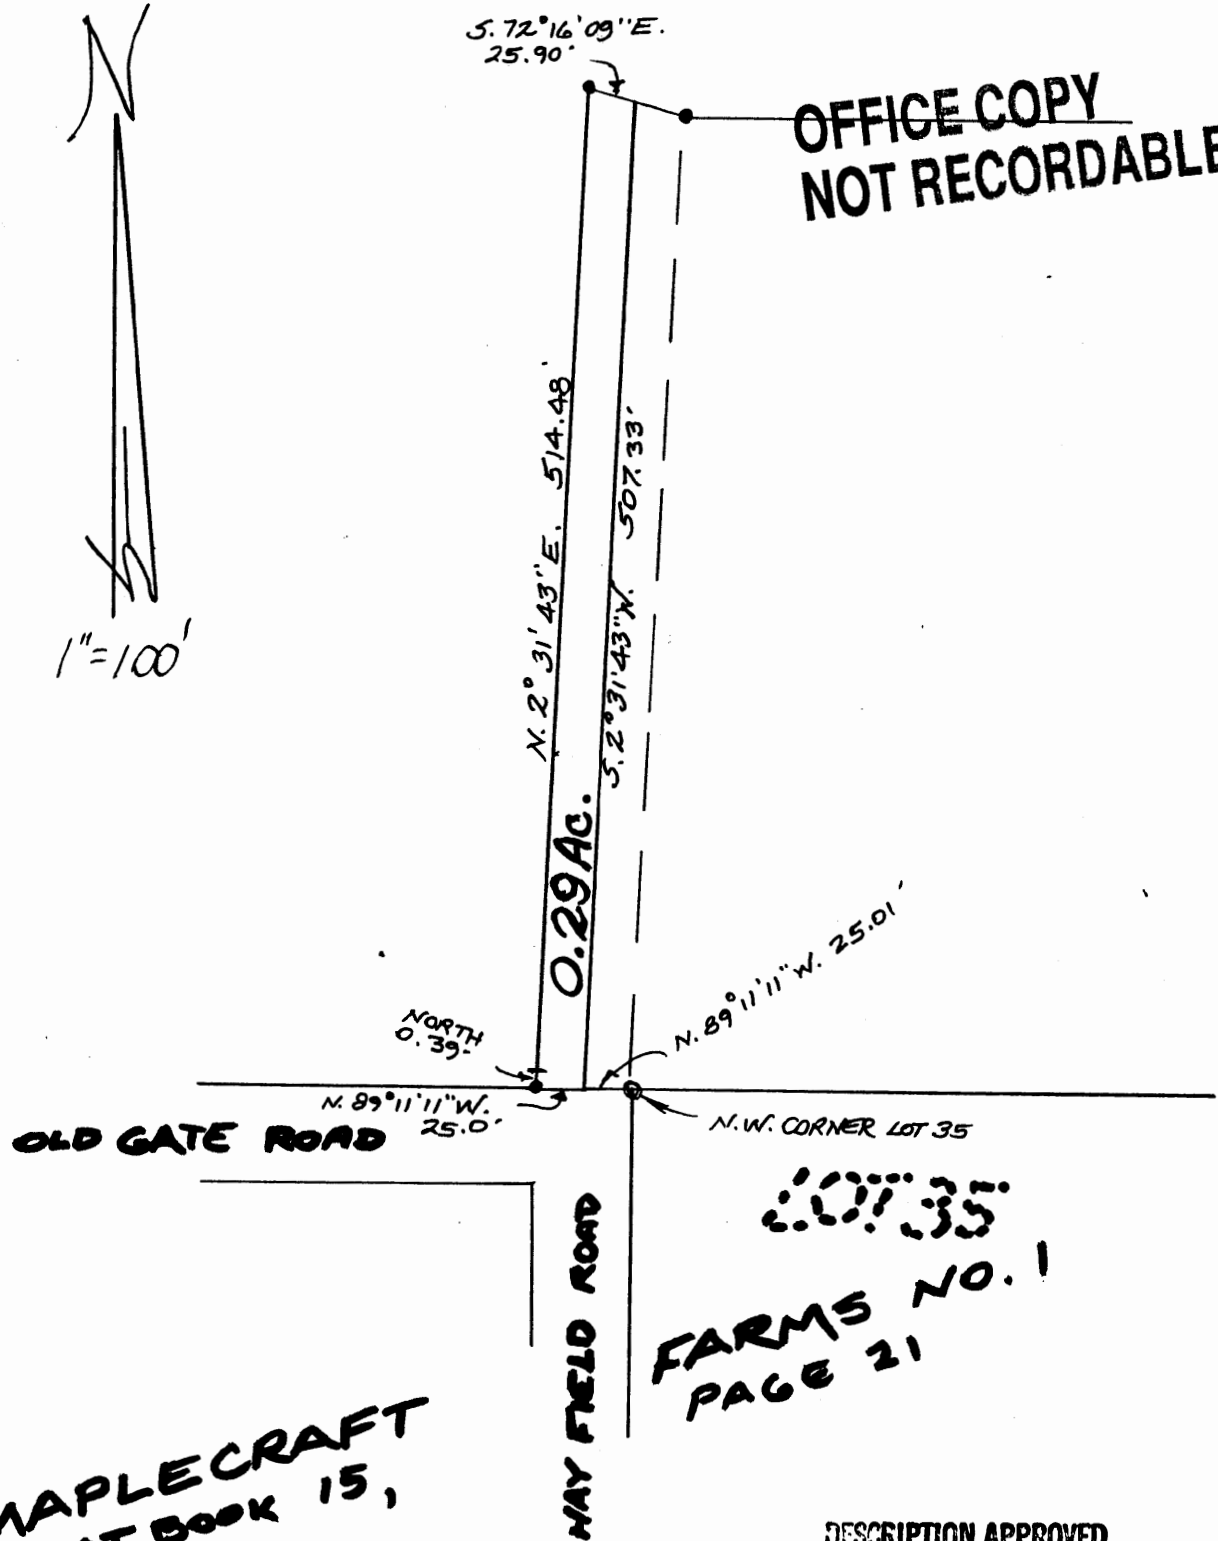 N
S. 72°16'09"E.
25.90'
OFFICE COPY
NOT RECORDABLE
1"=100'
N. 2°31'43"E. 514.48'
S. 2°31'43"W. 507.33'
0.29 Ac.
NORTH
0.39'
N. 89°11'11"W. 25.01'
N. 89°11'11"W.
25.0'
OLD GATE ROAD
N.W. CORNER LOT 35
LOT 35
HAY FIELD ROAD
FARMS NO. 1
PAGE 21
MAPLECRAFT
BOOK 15,
DESCRIPTION APPROVED